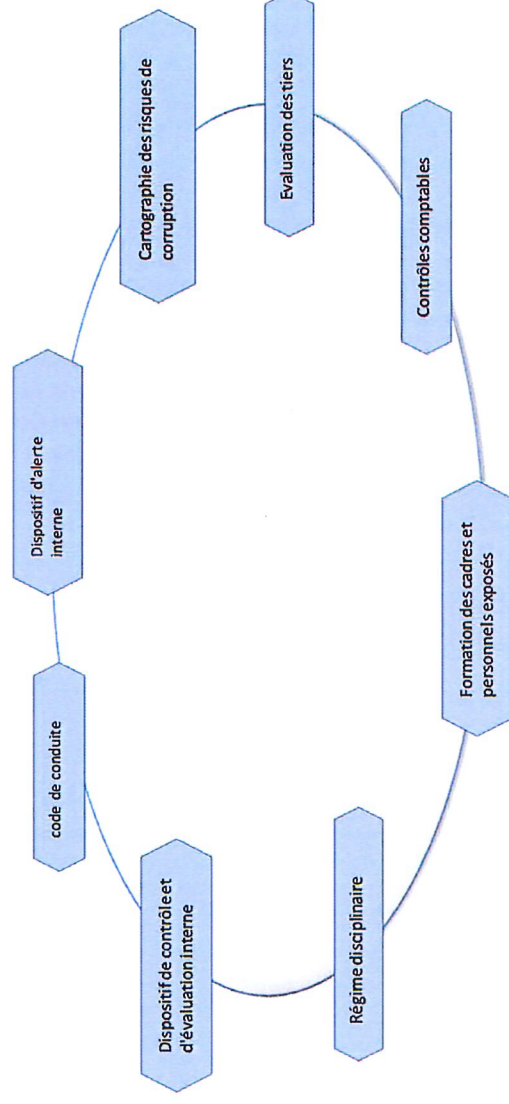 Dispositif d'alerte
interne
Cartographie des risques de
corruption
Evaluation des tiers
Contrôles comptables
Formation des cadres et
personnels exposés
Régime disciplinaire
Dispositif de contrôle et
d'évaluation interne
code de conduite